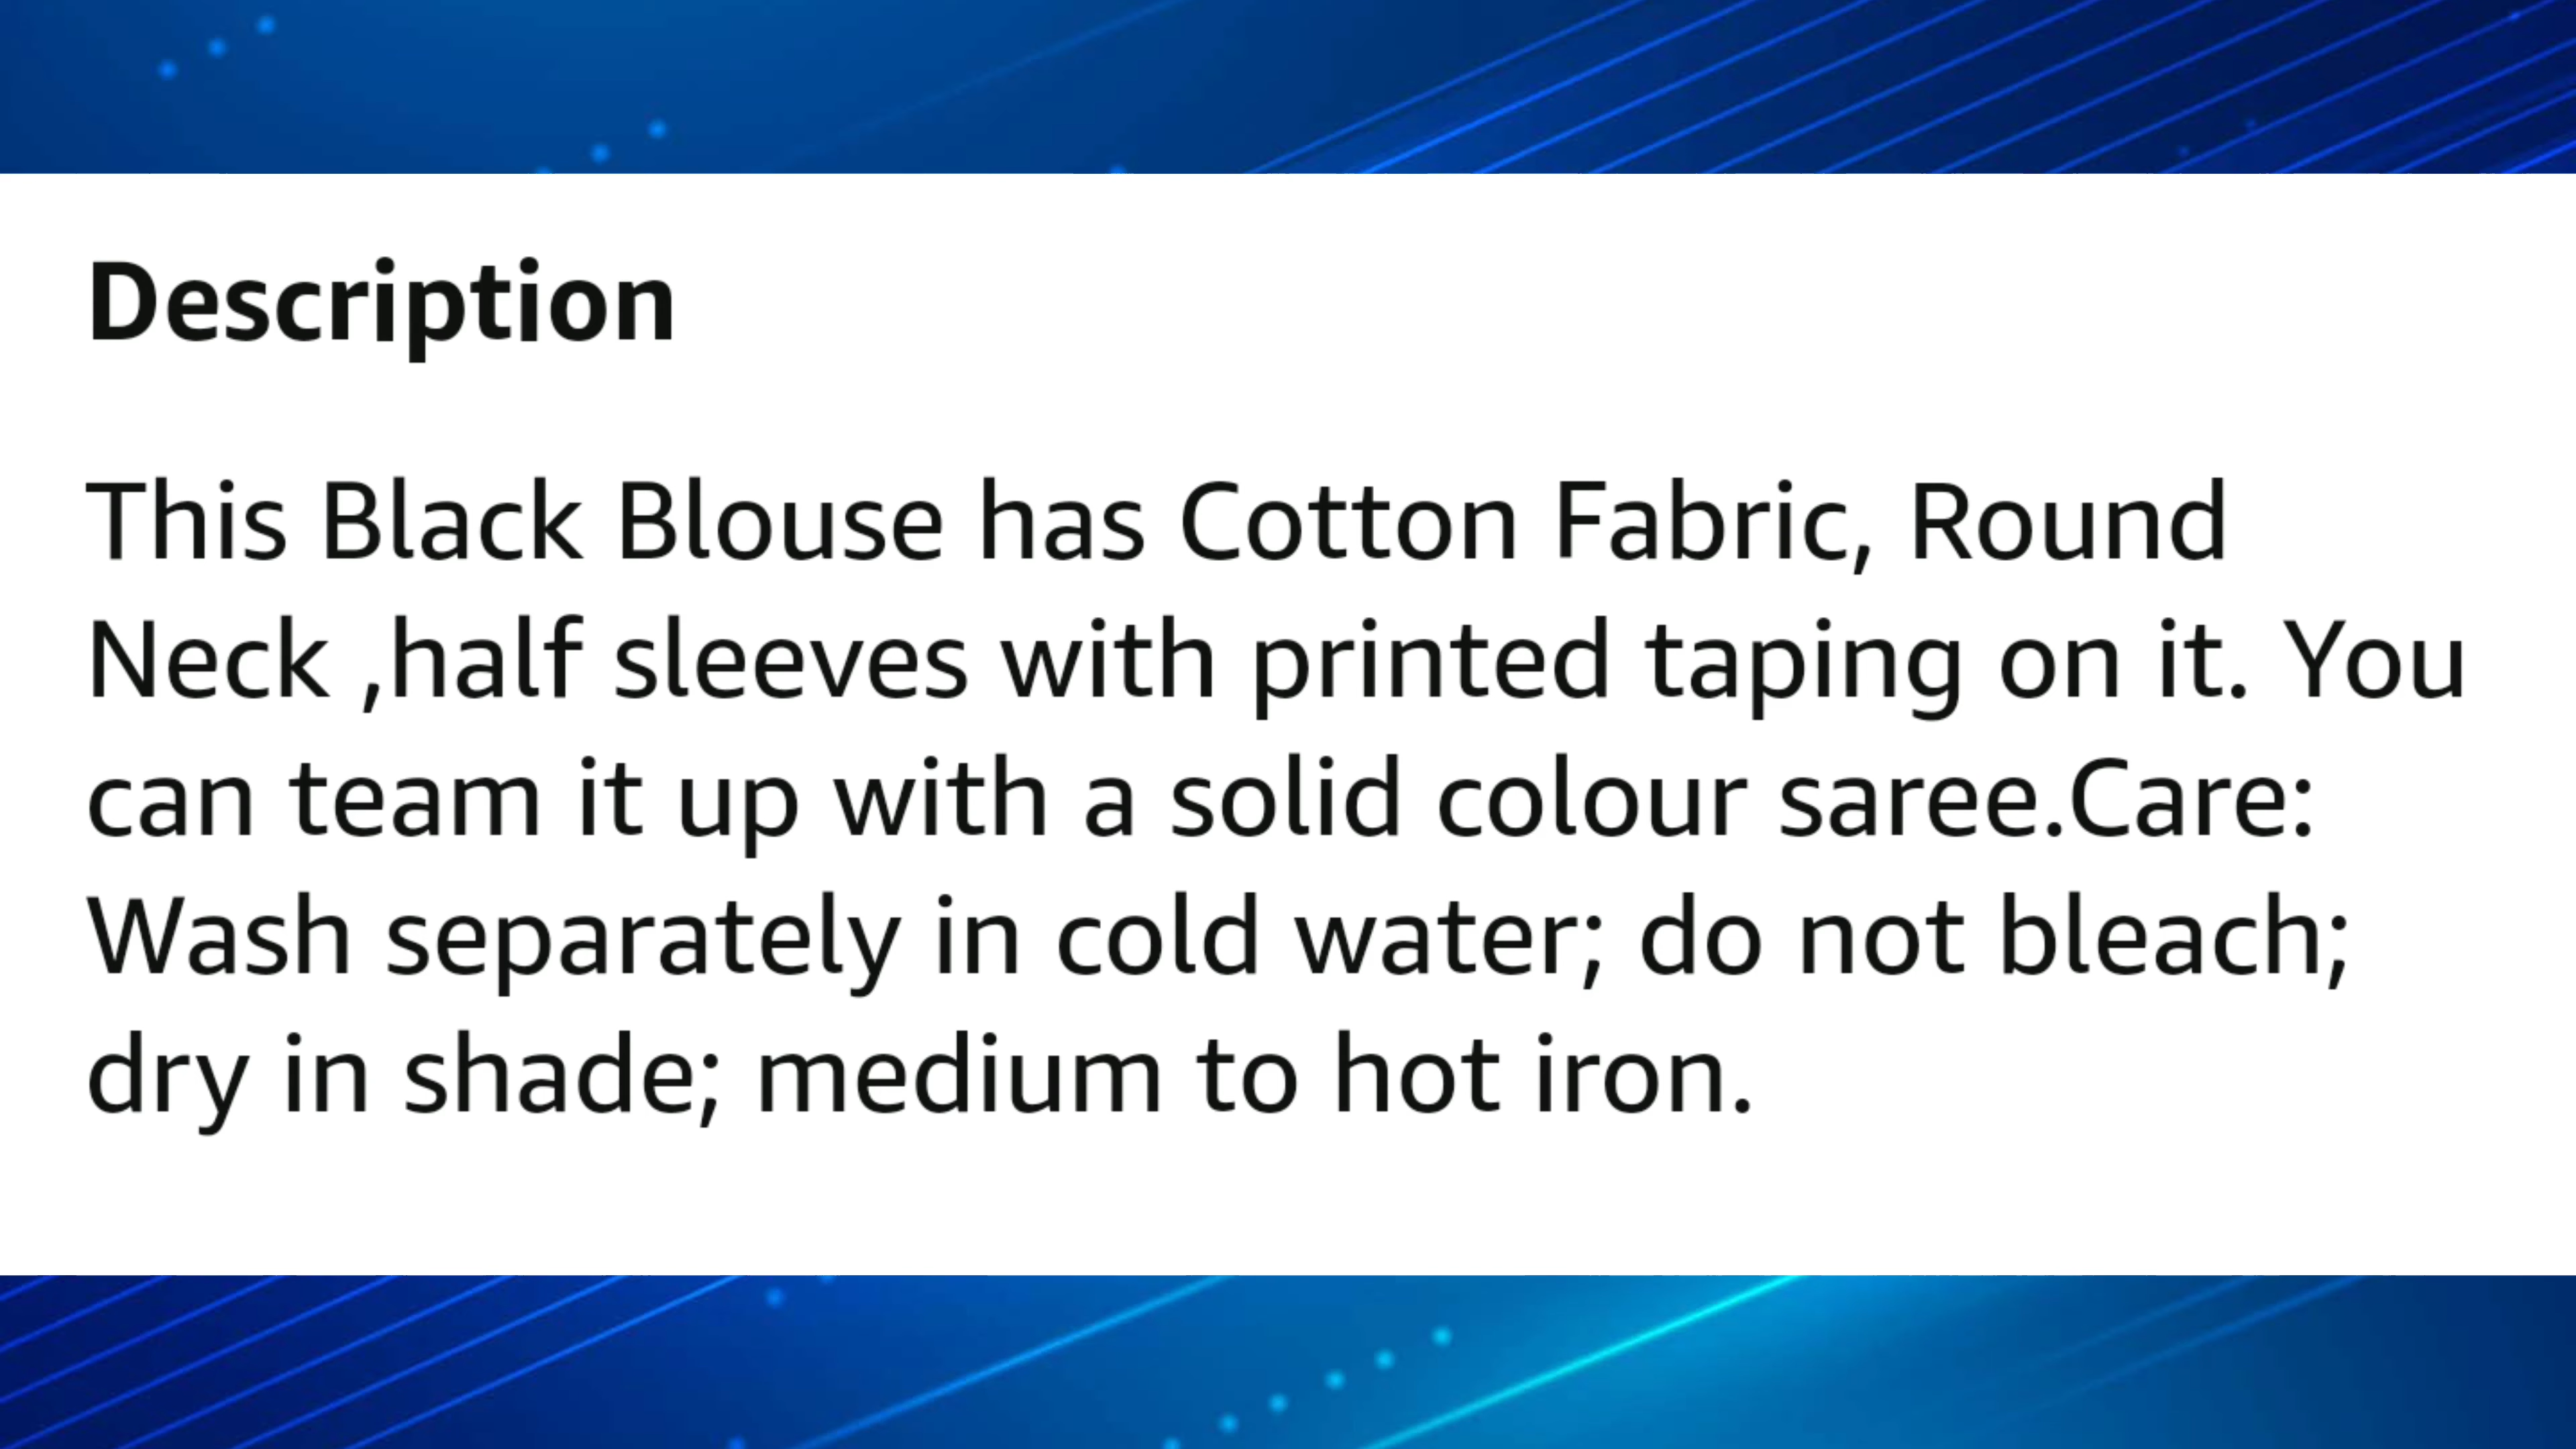 Description
This Black Blouse has Cotton Fabric, Round
Neck ,half sleeves with printed taping on it. You
can team it up with a solid colour saree.Care:
Wash separately in cold water; do not bleach;
dry in shade; medium to hot iron.